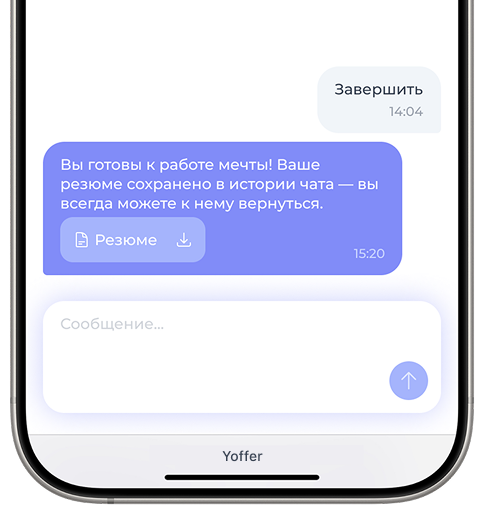 Завершить
14:04
Вы готовы к работе мечты! Ваше
резюме сохранено в истории чата — вы
всегда можете к нему вернуться.
Резюме
15:20
Сообщение...
Yoffer